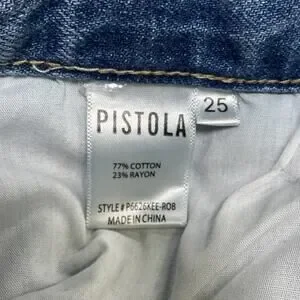 PISTOLA
25
77% COTTON
23% RAYON
STYLE # P6626KEE-ROB
MADE IN CHINA